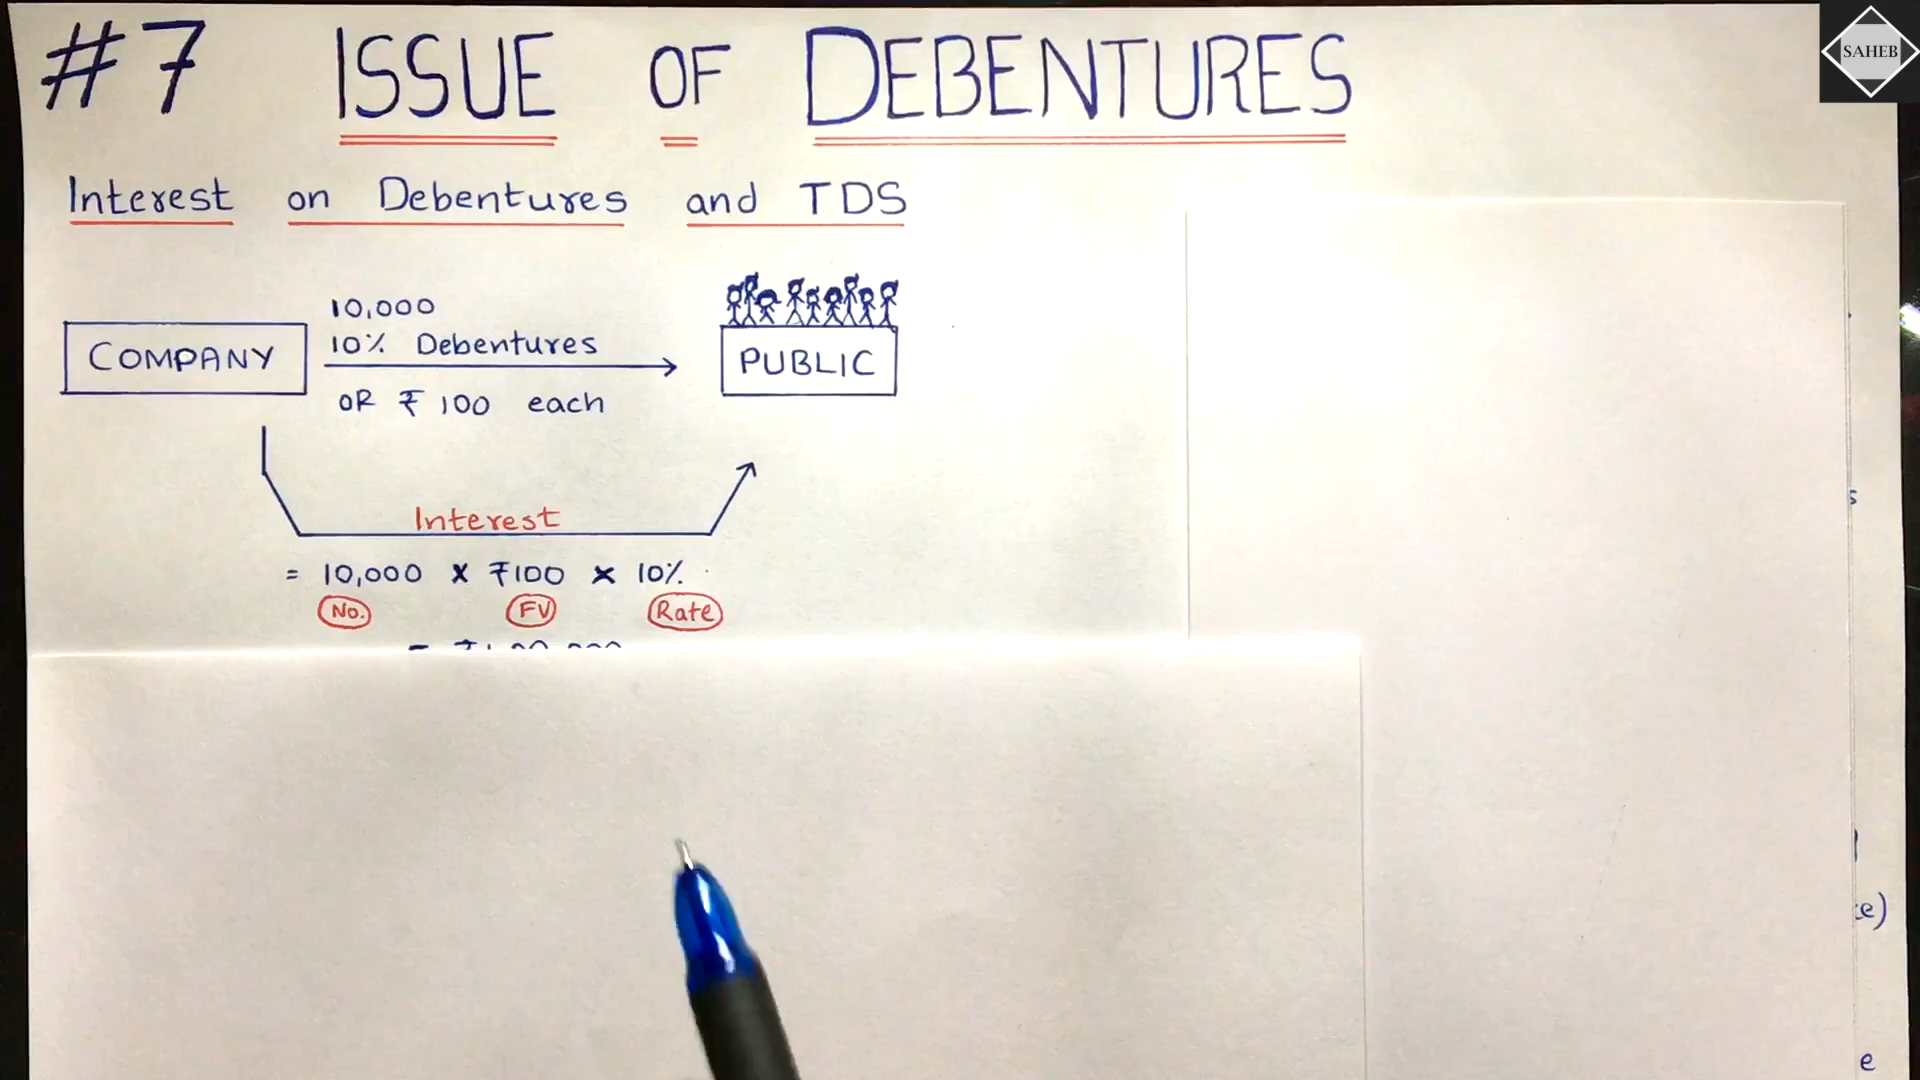 #7 ISSUE OF DEBENTURES
SAHEB
Interest on Debentures and TDS
10,000
10% Debentures
COMPANY
PUBLIC
OR ₹ 100 each
Interest
= 10,000 x ₹100 x 10%
No. FV Rate
e)
e